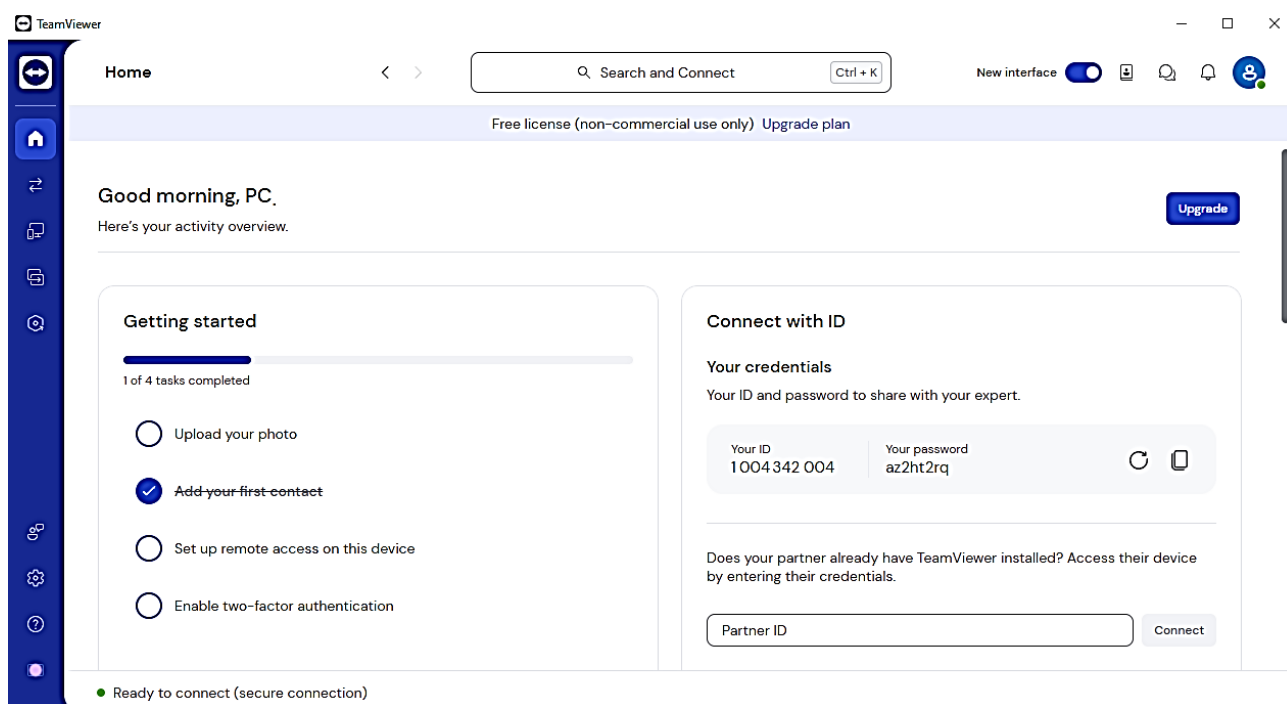 TeamViewer
Home
Search and Connect
Ctrl + K
New interface
Free license (non-commercial use only) Upgrade plan
Good morning, PC.
Here's your activity overview.
Upgrade
Getting started
1 of 4 tasks completed
Upload your photo
Add your first contact
Set up remote access on this device
Enable two-factor authentication
Connect with ID
Your credentials
Your ID and password to share with your expert.
Your ID
1 004 342 004
Your password
az2ht2rq
Does your partner already have TeamViewer installed? Access their device
by entering their credentials.
Partner ID
Connect
Ready to connect (secure connection)